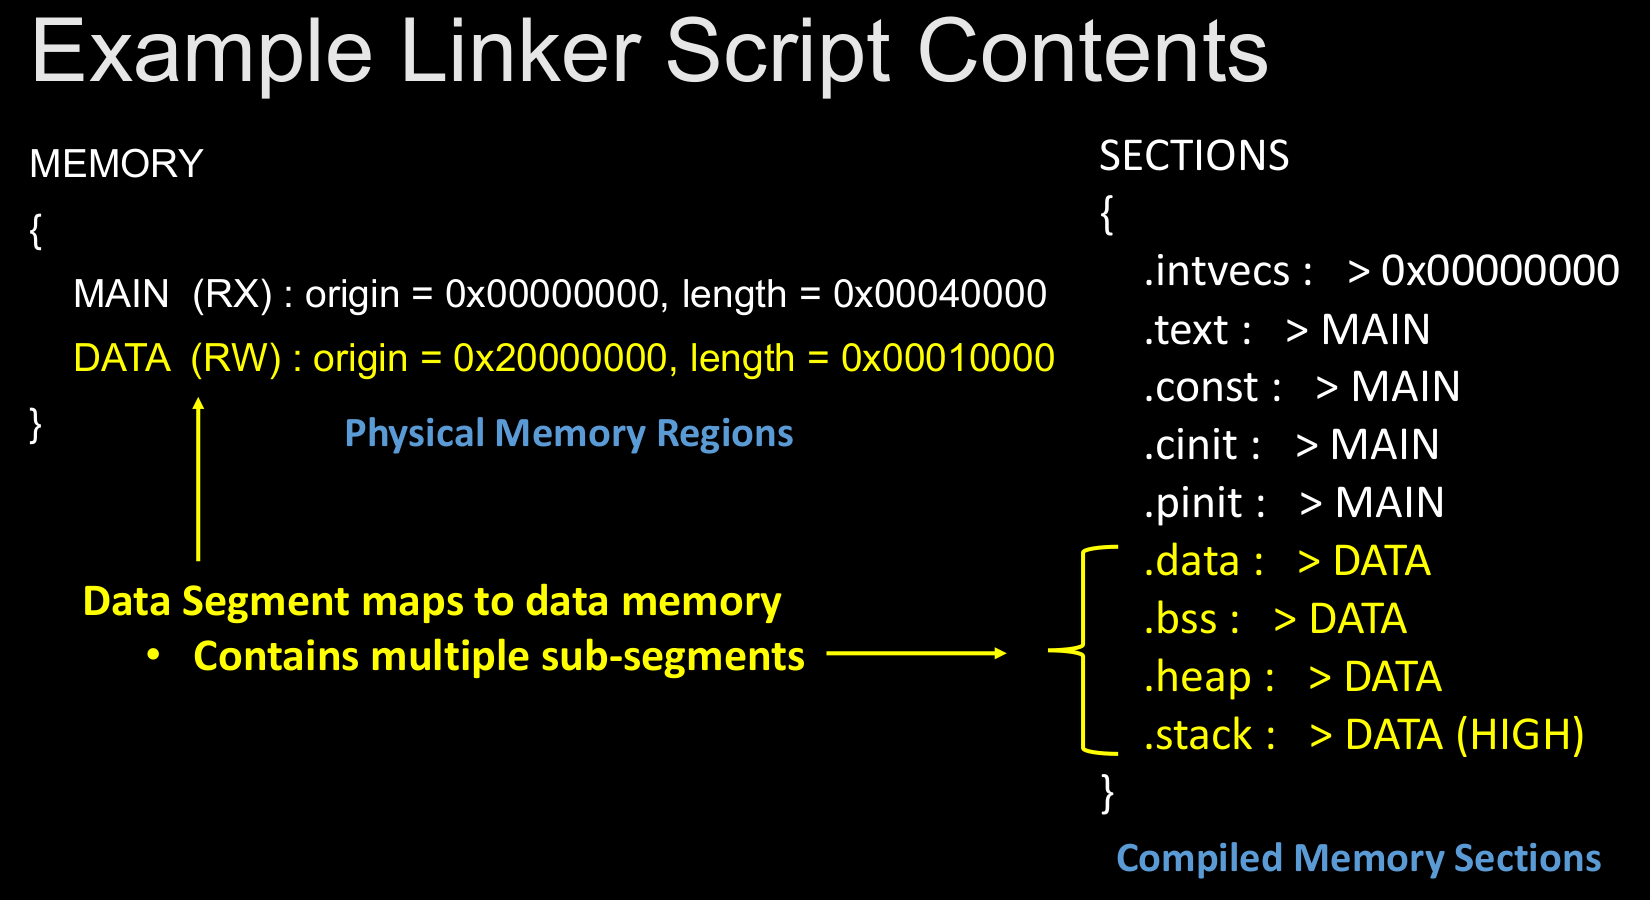 Example Linker Script Contents
MEMORY
{
MAIN (RX) : origin = 0x00000000, length = 0x00040000
DATA (RW) : origin = 0x20000000, length = 0x00010000
}
Physical Memory Regions
Data Segment maps to data memory
• Contains multiple sub-segments
SECTIONS
{
.intvecs : > 0x00000000
.text : > MAIN
.const : > MAIN
.cinit : > MAIN
.pinit : > MAIN
.data : > DATA
.bss : > DATA
.heap : > DATA
.stack : > DATA (HIGH)
}
Compiled Memory Sections